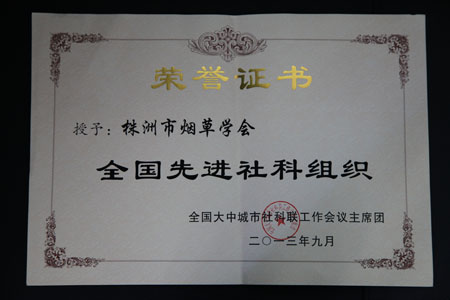 荣誉证书
授予：株洲市烟草学会
全国先进社科组织
全国大中城市社科联工作会议主席团
二〇一三年九月